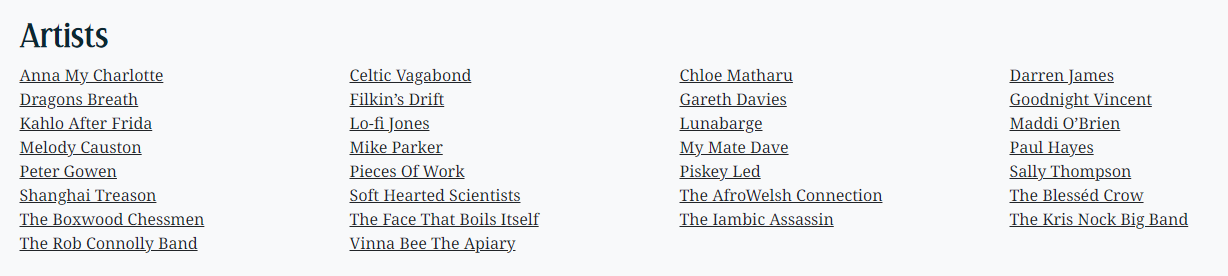 Artists
Anna My Charlotte Celtic Vagabond Chloe Matharu Darren James
Dragons Breath Filkin’s Drift Gareth Davies Goodnight Vincent
Kahlo After Frida Lo-fi Jones Lunabarge Maddi O’Brien
Melody Causton Mike Parker My Mate Dave Paul Hayes
Peter Gowen Pieces Of Work Piskey Led Sally Thompson
Shanghai Treason Soft Hearted Scientists The AfroWelsh Connection The Blesséd Crow
The Boxwood Chessmen The Face That Boils Itself The Iambic Assassin The Kris Nock Big Band
The Rob Connolly Band Vinna Bee The Apiary